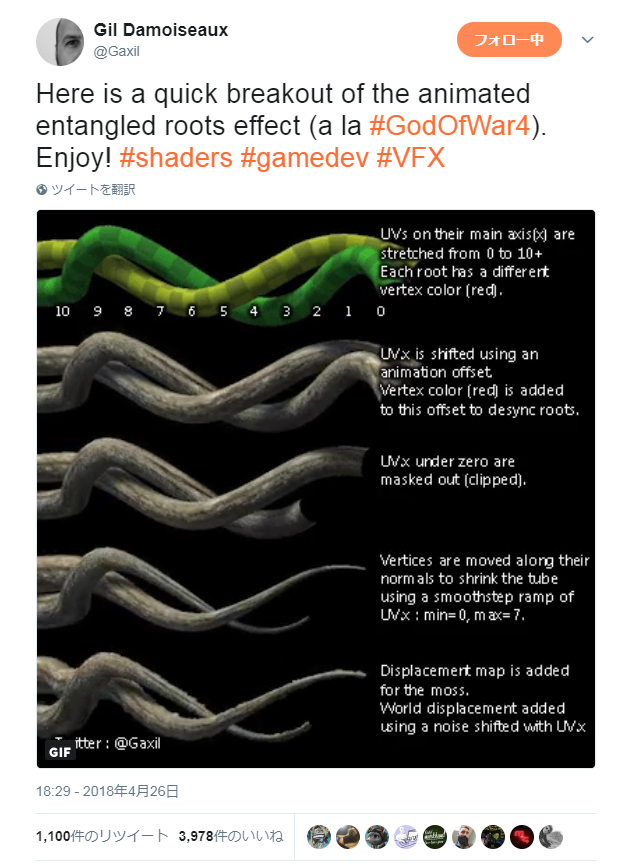 Gil Damoiseaux
@Gaxil
フォロー中
Here is a quick breakout of the animated
entangled roots effect (a la #GodOfWar4).
Enjoy! #shaders #gamedev #VFX
ツイートを翻訳
UVs on their main axis(x) are
stretched from 0 to 10+
Each root has a different
vertex color (red).
10 9 8 7 6 5 4 3 2 1 0
UV.x is shifted using an
animation offset.
Vertex color (red) is added
to this offset to desync roots.
UV.x under zero are
masked out (clipped).
Vertices are moved along their
normals to shrink the tube
using a smoothstep ramp of
UV.x : min=0, max=7.
Displacement map is added
for the moss.
World displacement added
using a noise shifted with UV.x
Twitter : @Gaxil
GIF
18:29 - 2018年4月26日
1,100件のリツイート 3,978件のいいね